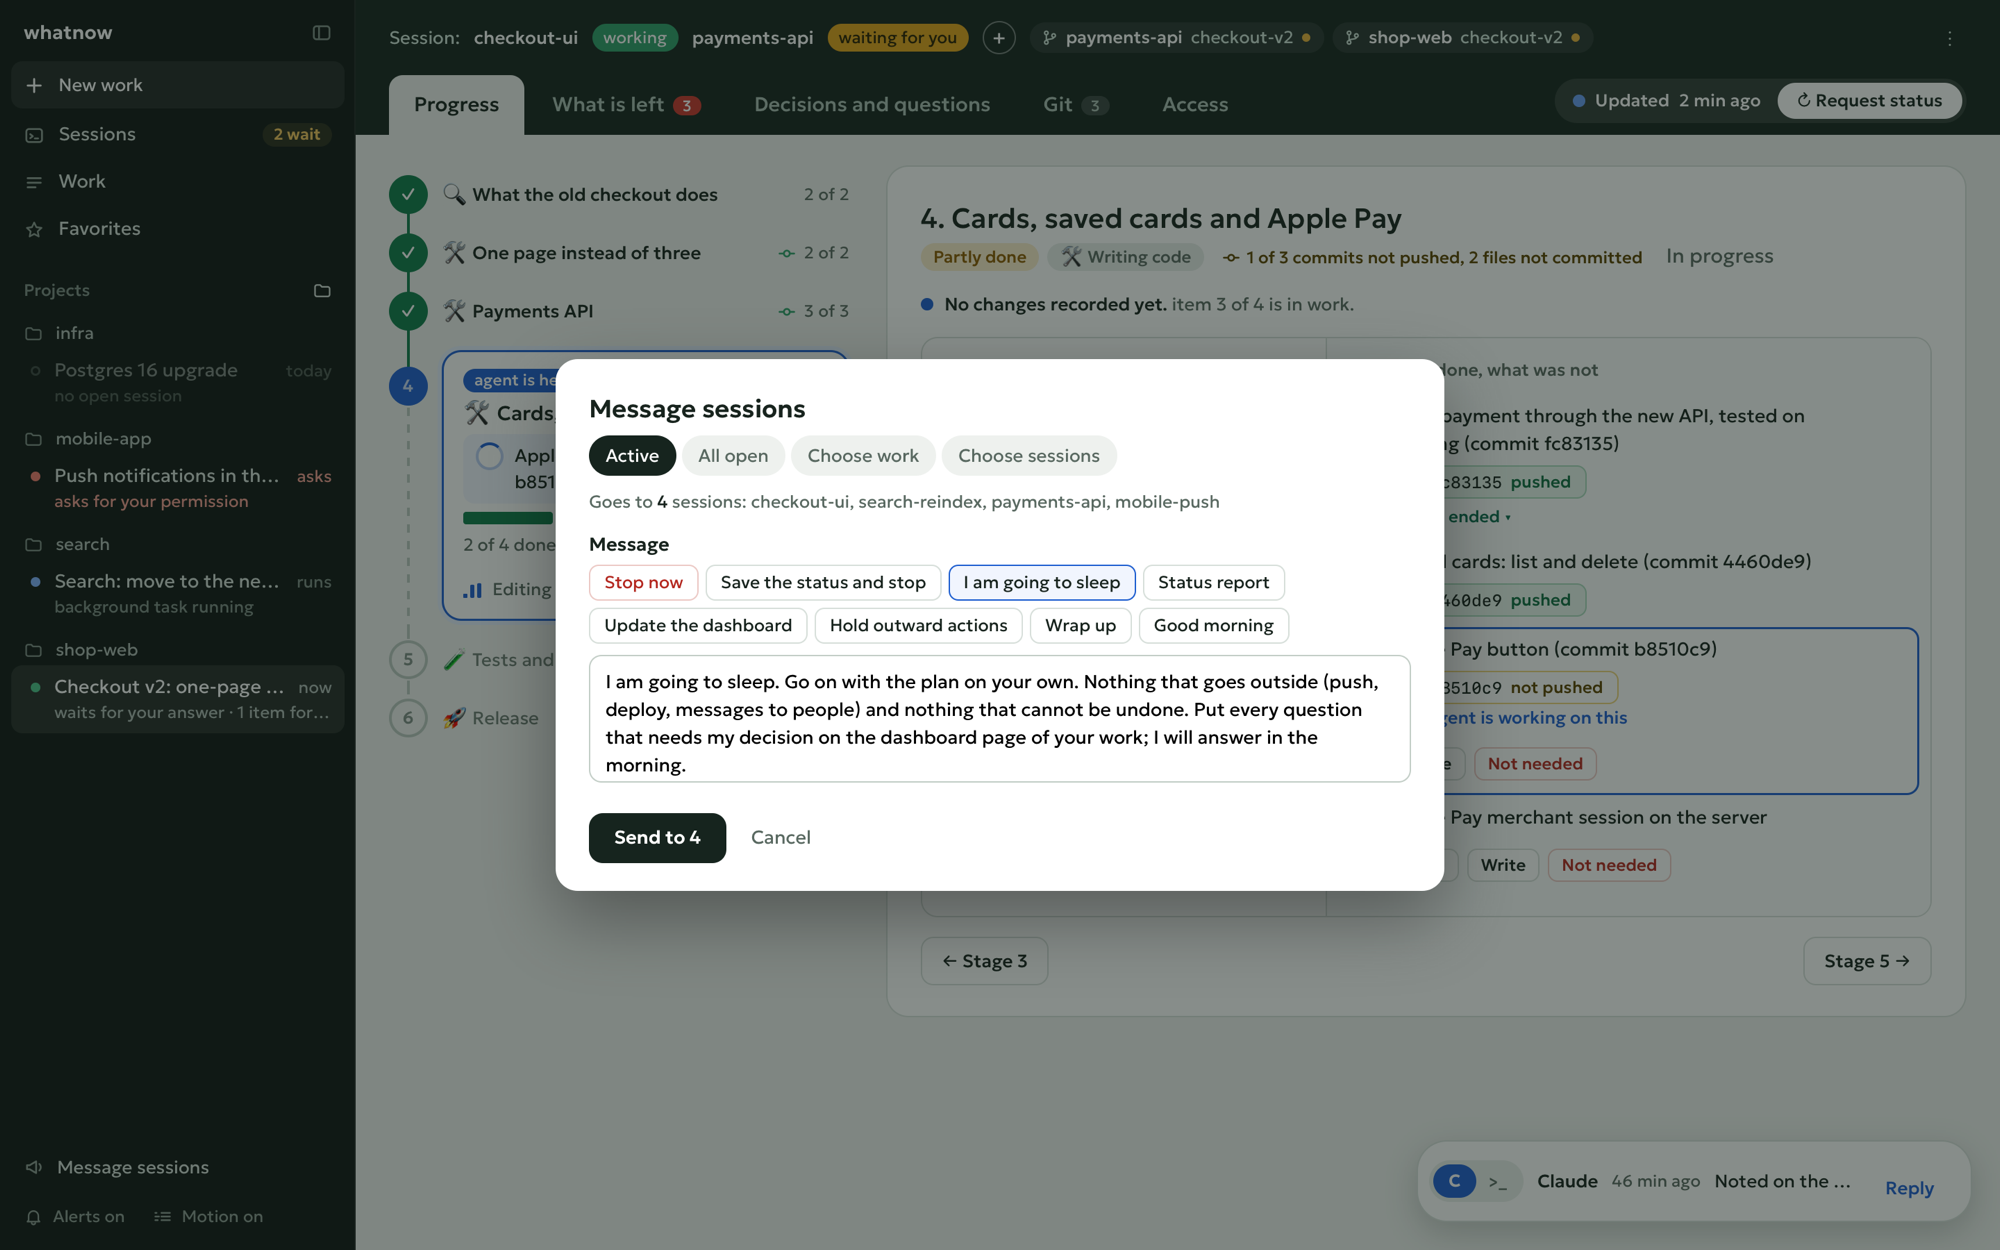 whatnow
New work
Sessions 2 wait
Work
Favorites
Projects
infra
Postgres 16 upgrade today
no open session
mobile-app
Push notifications in th... asks
asks for your permission
search
Search: move to the ne... runs
background task running
shop-web
Checkout v2: one-page ... now
waits for your answer · 1 item for...
Message sessions
Alerts on Motion on
Session: checkout-ui working payments-api waiting for you + payments-api checkout-v2 shop-web checkout-v2
Progress What is left 3 Decisions and questions Git 3 Access
Updated 2 min ago Request status
What the old checkout does 2 of 2
One page instead of three 2 of 2
Payments API 3 of 3
4 agent is he
Cards,
Appl
b851
2 of 4 done
Editing
5 Tests and
6 Release
4. Cards, saved cards and Apple Pay
Partly done Writing code 1 of 3 commits not pushed, 2 files not committed In progress
No changes recorded yet. item 3 of 4 is in work.
done, what was not
payment through the new API, tested on
g (commit fc83135)
c83135 pushed
ended
cards: list and delete (commit 4460de9)
460de9 pushed
Pay button (commit b8510c9)
8510c9 not pushed
gent is working on this
e Not needed
Pay merchant session on the server
Write Not needed
← Stage 3 Stage 5 →
Message sessions
Active All open Choose work Choose sessions
Goes to 4 sessions: checkout-ui, search-reindex, payments-api, mobile-push
Message
Stop now Save the status and stop I am going to sleep Status report
Update the dashboard Hold outward actions Wrap up Good morning
I am going to sleep. Go on with the plan on your own. Nothing that goes outside (push,
deploy, messages to people) and nothing that cannot be undone. Put every question
that needs my decision on the dashboard page of your work; I will answer in the
morning.
Send to 4 Cancel
C >_ Claude 46 min ago Noted on the ... Reply